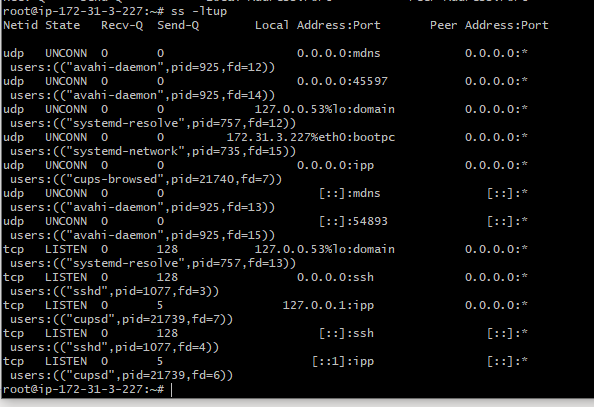 root@ip-172-31-3-227:~# ss -ltup
Netid State Recv-Q Send-Q Local Address:Port Peer Address:Port
udp UNCONN 0 0 0.0.0.0:mdns 0.0.0.0:*
users:(("avahi-daemon",pid=925,fd=12))
udp UNCONN 0 0 0.0.0.0:45597 0.0.0.0:*
users:(("avahi-daemon",pid=925,fd=14))
udp UNCONN 0 0 127.0.0.53%lo:domain 0.0.0.0:*
users:(("systemd-resolve",pid=757,fd=12))
udp UNCONN 0 0 172.31.3.227%eth0:bootpc 0.0.0.0:*
users:(("systemd-network",pid=735,fd=15))
udp UNCONN 0 0 0.0.0.0:ipp 0.0.0.0:*
users:(("cups-browsed",pid=21740,fd=7))
udp UNCONN 0 0 [::]:mdns [::]:*
users:(("avahi-daemon",pid=925,fd=13))
udp UNCONN 0 0 [::]:54893 [::]:*
users:(("avahi-daemon",pid=925,fd=15))
tcp LISTEN 0 128 127.0.0.53%lo:domain 0.0.0.0:*
users:(("systemd-resolve",pid=757,fd=13))
tcp LISTEN 0 128 0.0.0.0:ssh 0.0.0.0:*
users:(("sshd",pid=1077,fd=3))
tcp LISTEN 0 5 127.0.0.1:ipp 0.0.0.0:*
users:(("cupsd",pid=21739,fd=7))
tcp LISTEN 0 128 [::]:ssh [::]:*
users:(("sshd",pid=1077,fd=4))
tcp LISTEN 0 5 [::1]:ipp [::]:*
users:(("cupsd",pid=21739,fd=6))
root@ip-172-31-3-227:~#